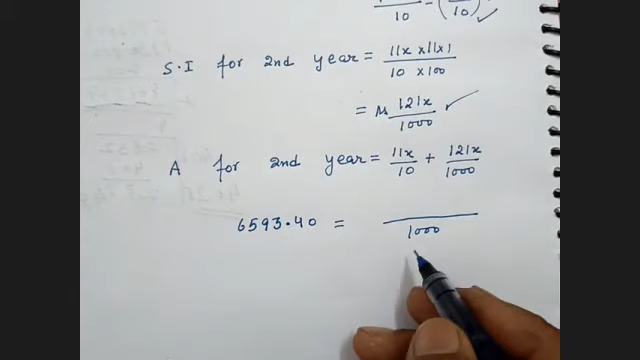 10 - ( 10 )
S.I for 2nd year = 11x × 11 × 1 / 10 × 100
= Rs 121x / 1000
A for 2nd year = 11x / 10 + 121x / 1000
6593.40 = / 1000